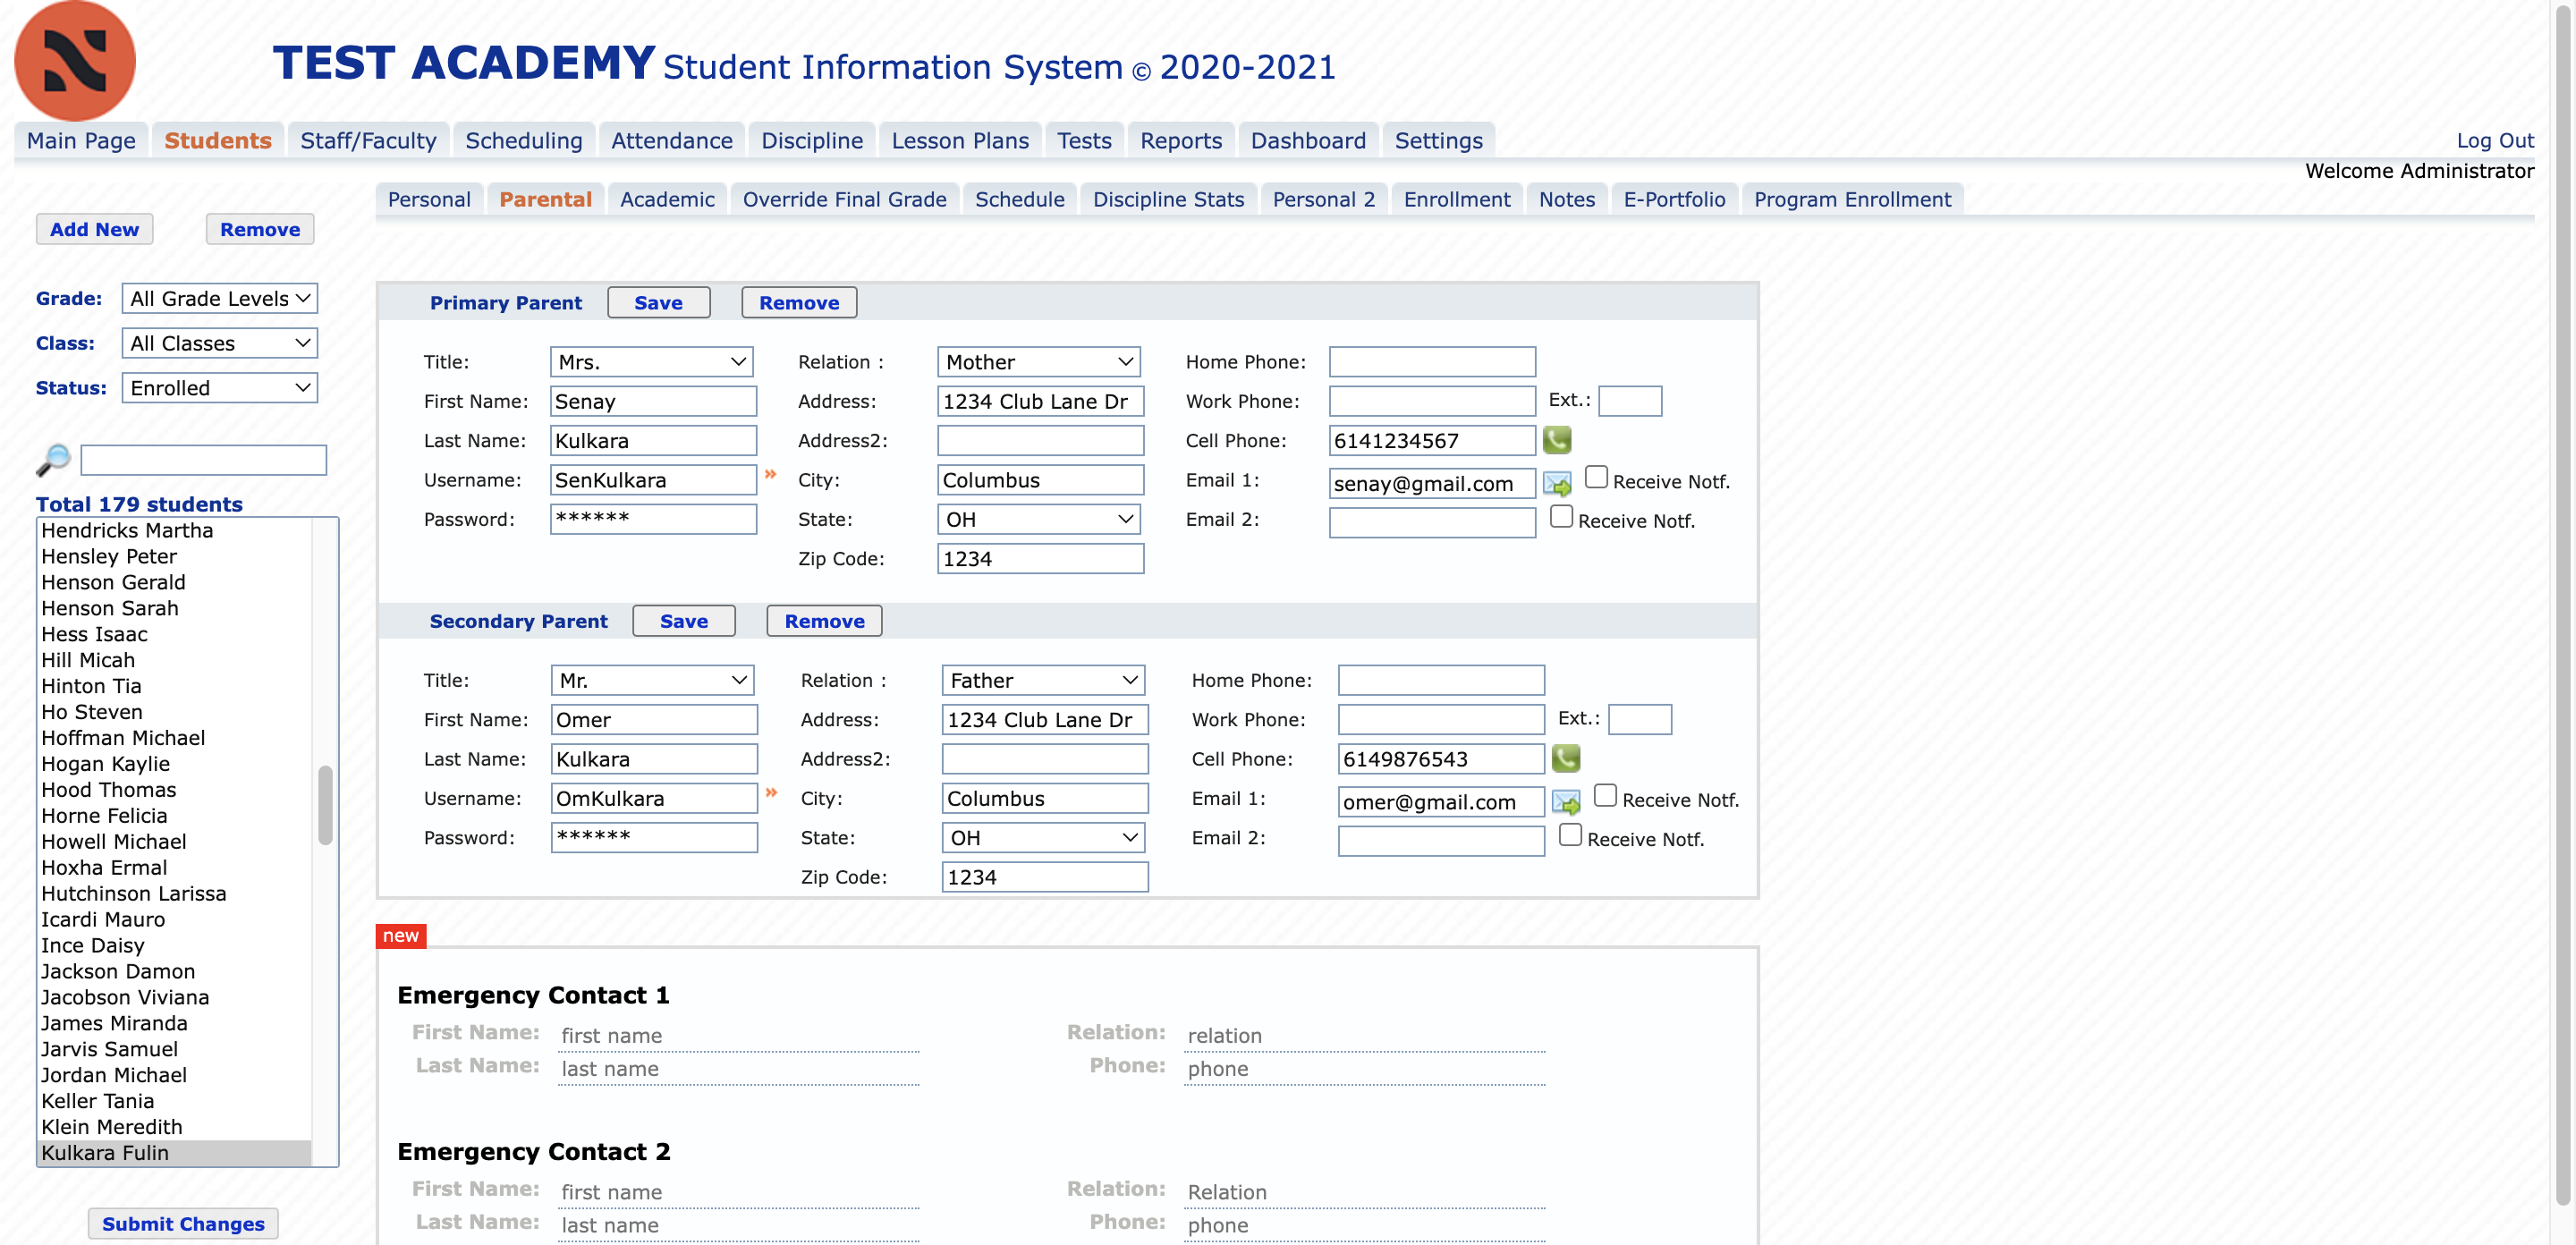 TEST ACADEMY Student Information System © 2020-2021
Main Page Students Staff/Faculty Scheduling Attendance Discipline Lesson Plans Tests Reports Dashboard Settings Log Out
Welcome Administrator
Personal Parental Academic Override Final Grade Schedule Discipline Stats Personal 2 Enrollment Notes E-Portfolio Program Enrollment
Add New Remove
Grade: All Grade Levels
Class: All Classes
Status: Enrolled
Total 179 students
Hendricks Martha
Hensley Peter
Henson Gerald
Henson Sarah
Hess Isaac
Hill Micah
Hinton Tia
Ho Steven
Hoffman Michael
Hogan Kaylie
Hood Thomas
Horne Felicia
Howell Michael
Hoxha Ermal
Hutchinson Larissa
Icardi Mauro
Ince Daisy
Jackson Damon
Jacobson Viviana
James Miranda
Jarvis Samuel
Jordan Michael
Keller Tania
Klein Meredith
Kulkara Fulin
Submit Changes
Primary Parent Save Remove
Title: Mrs. Relation : Mother Home Phone:
First Name: Senay Address: 1234 Club Lane Dr Work Phone: Ext.:
Last Name: Kulkara Address2: Cell Phone: 6141234567
Username: SenKulkara » City: Columbus Email 1: senay@gmail.com Receive Notf.
Password: ****** State: OH Email 2: Receive Notf.
Zip Code: 1234
Secondary Parent Save Remove
Title: Mr. Relation : Father Home Phone:
First Name: Omer Address: 1234 Club Lane Dr Work Phone: Ext.:
Last Name: Kulkara Address2: Cell Phone: 6149876543
Username: OmKulkara » City: Columbus Email 1: omer@gmail.com Receive Notf.
Password: ****** State: OH Email 2: Receive Notf.
Zip Code: 1234
new
Emergency Contact 1
First Name: first name Relation: relation
Last Name: last name Phone: phone
Emergency Contact 2
First Name: first name Relation: Relation
Last Name: last name Phone: phone